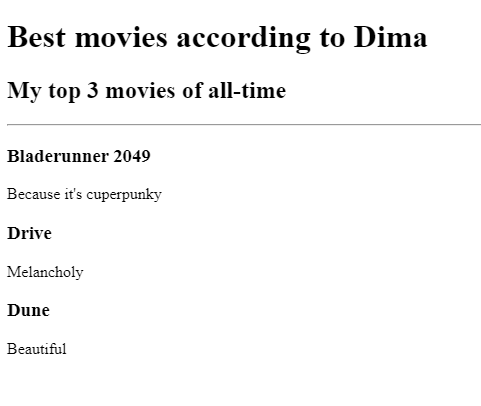 Best movies according to Dima
My top 3 movies of all-time
Bladerunner 2049
Because it's cuperpunky
Drive
Melancholy
Dune
Beautiful